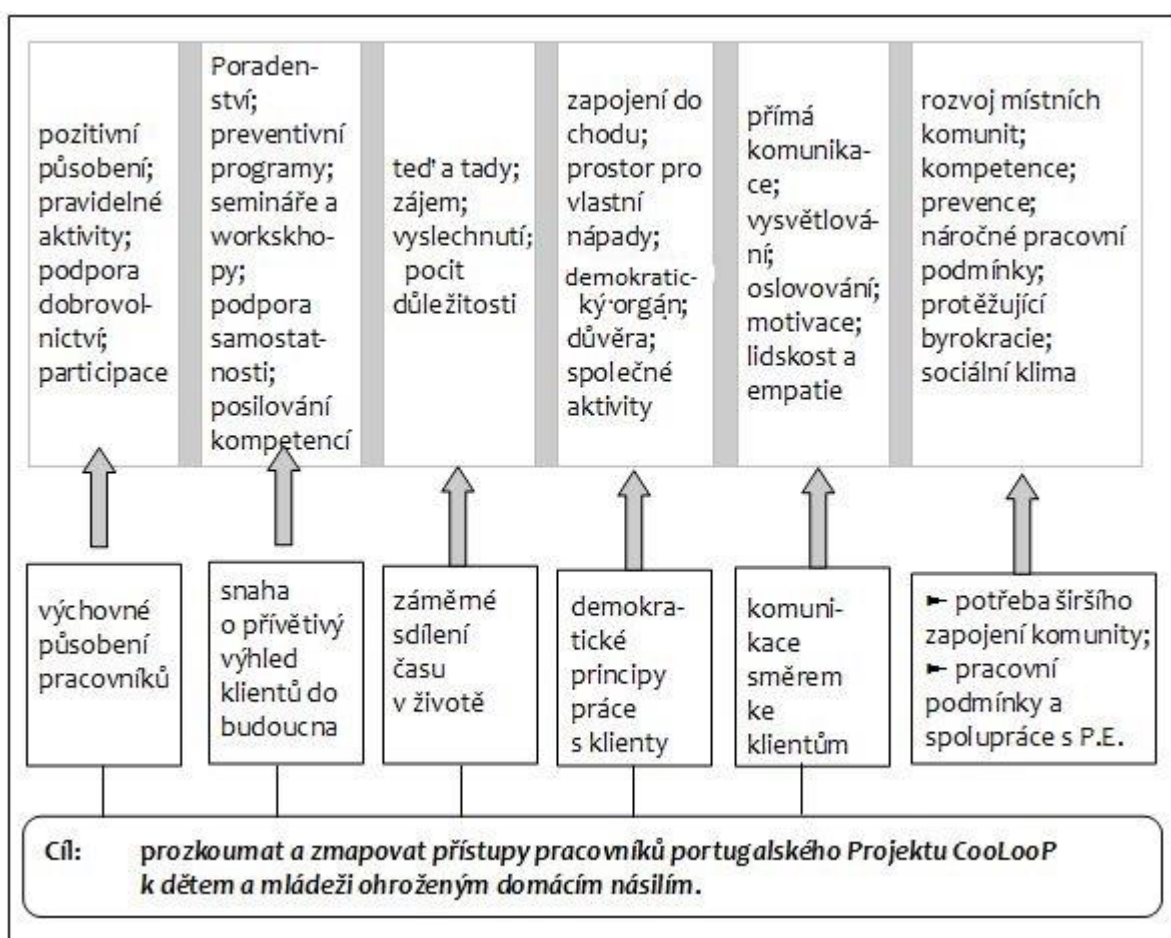 pozitivní
působení;
pravidelné
aktivity;
podpora
dobrovol-
nictví;
participace
Poraden-
ství;
preventivní
programy;
semináře a
workskho-
py;
podpora
samostat-
nosti;
posilování
kompetencí
teď a tady;
zájem;
vyslechnutí;
pocit
důležitosti
zapojení do
chodu;
prostor pro
vlastní
nápady;
demokratic-
ký orgán;
důvěra;
společné
aktivity
přímá
komunika-
ce;
vysvětlová-
ní;
oslovování;
motivace;
lidskost a
empatie
rozvoj místních
komunit;
kompetence;
prevence;
náročné pracovní
podmínky;
protěžující
byrokracie;
sociální klima
výchovné
působení
pracovníků
snaha
o přívětivý
výhled
klientů do
budoucna
záměrné
sdílení
času
v životě
demokra-
tické
principy
práce
s klienty
komuni-
kace
směrem
ke
klientům
► potřeba širšího
zapojení komunity;
► pracovní
podmínky a
spolupráce s P.E.
Cíl: prozkoumat a zmapovat přístupy pracovníků portugalského Projektu CooLooP
k dětem a mládeži ohroženým domácím násilím.